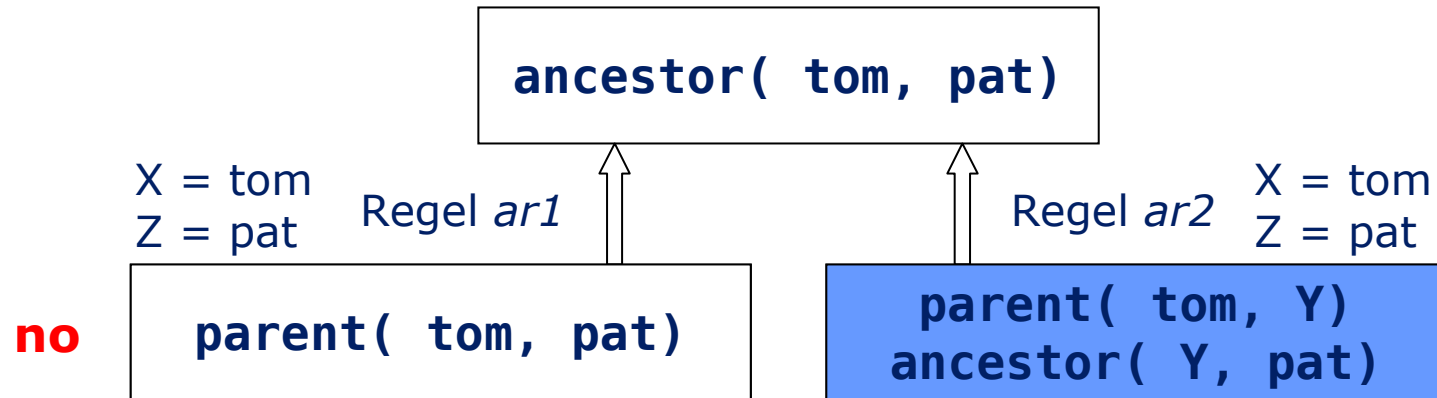 ancestor( tom, pat)
X = tom
Z = pat
Regel ar1
Regel ar2
X = tom
Z = pat
no
parent( tom, pat)
parent( tom, Y)
ancestor( Y, pat)